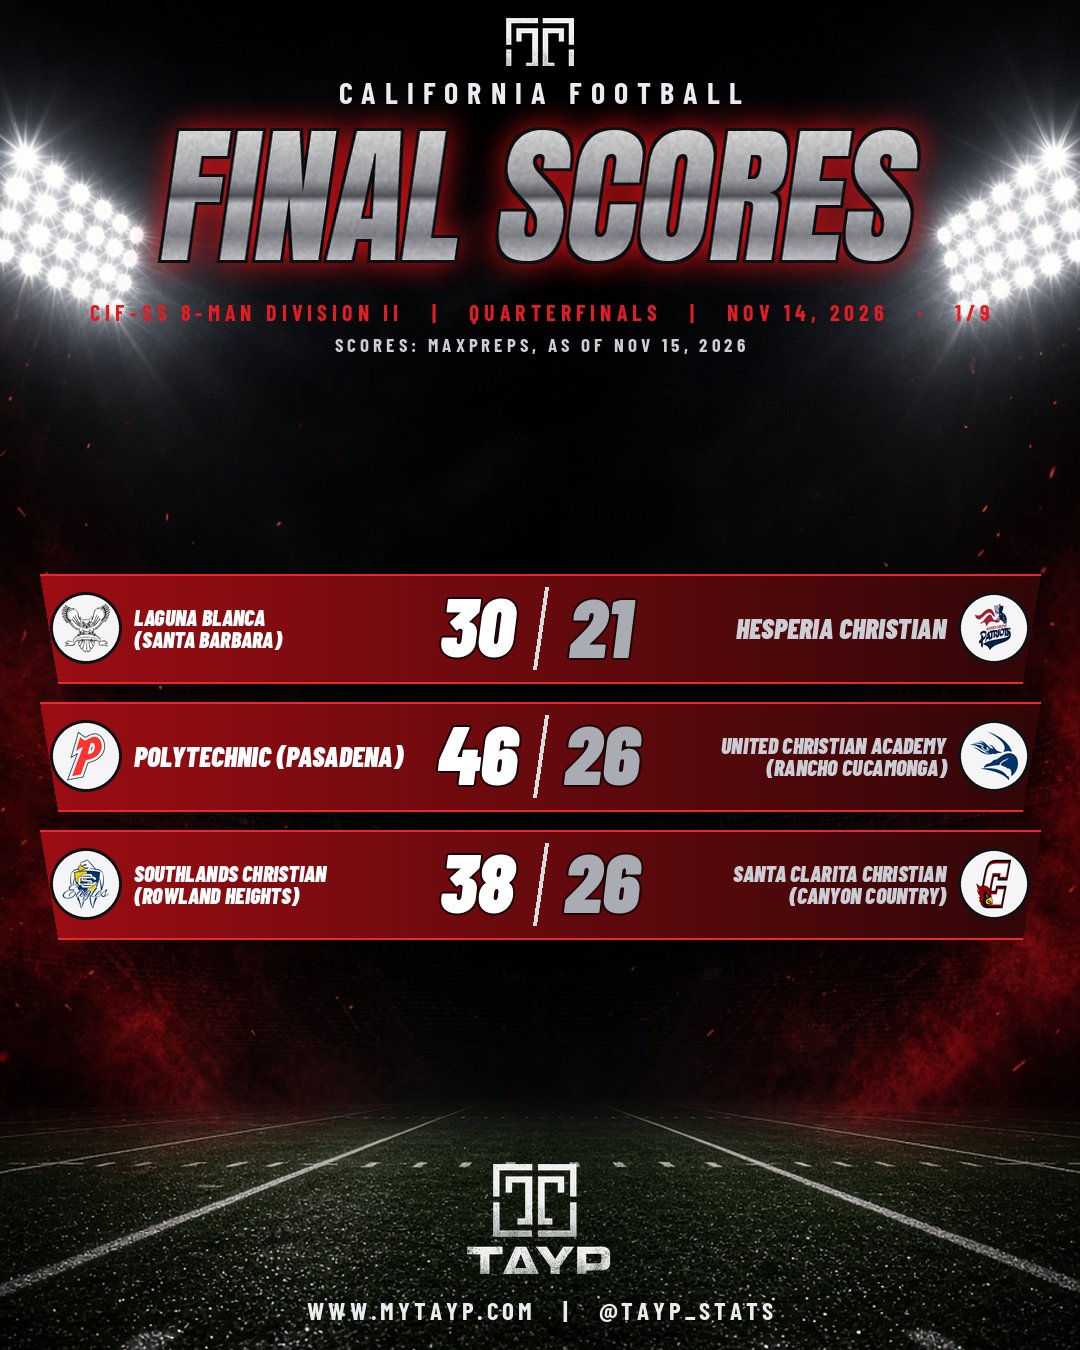 CALIFORNIA FOOTBALL
FINAL SCORES
CIF-SS 8-MAN DIVISION II | QUARTERFINALS | NOV 14, 2026 · 1/9
SCORES: MAXPREPS, AS OF NOV 15, 2026
LAGUNA BLANCA
(SANTA BARBARA)
30 / 21
HESPERIA CHRISTIAN
PATRIOTS
P
POLYTECHNIC (PASADENA)
46 / 26
UNITED CHRISTIAN ACADEMY
(RANCHO CUCAMONGA)
S
Eagles
SOUTHLANDS CHRISTIAN
(ROWLAND HEIGHTS)
38 / 26
SANTA CLARITA CHRISTIAN
(CANYON COUNTRY)
C
TAYP
WWW.MYTAYP.COM | @TAYP_STATS